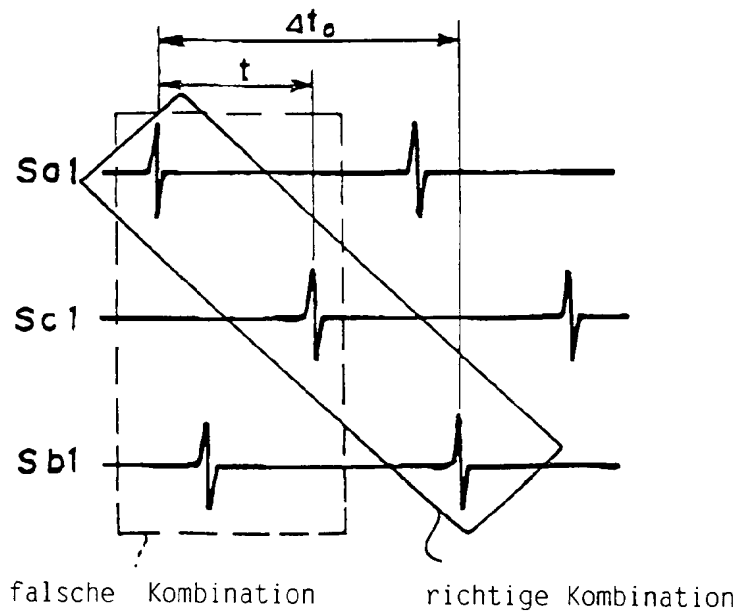 Δt₀
t
Sa1
Sc1
Sb1
falsche Kombination
richtige Kombination